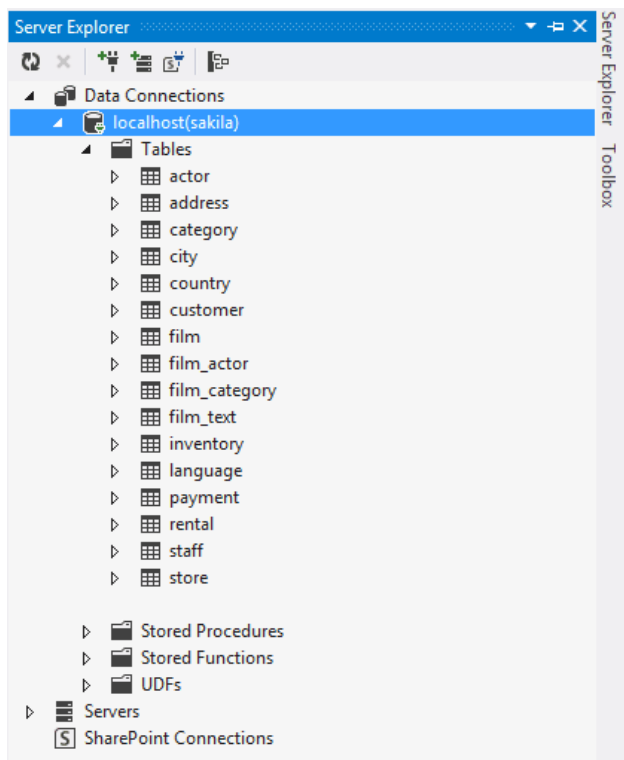 Server Explorer
Data Connections
localhost(sakila)
Tables
actor
address
category
city
country
customer
film
film_actor
film_category
film_text
inventory
language
payment
rental
staff
store
Stored Procedures
Stored Functions
UDFs
Servers
SharePoint Connections
Server Explorer
Toolbox